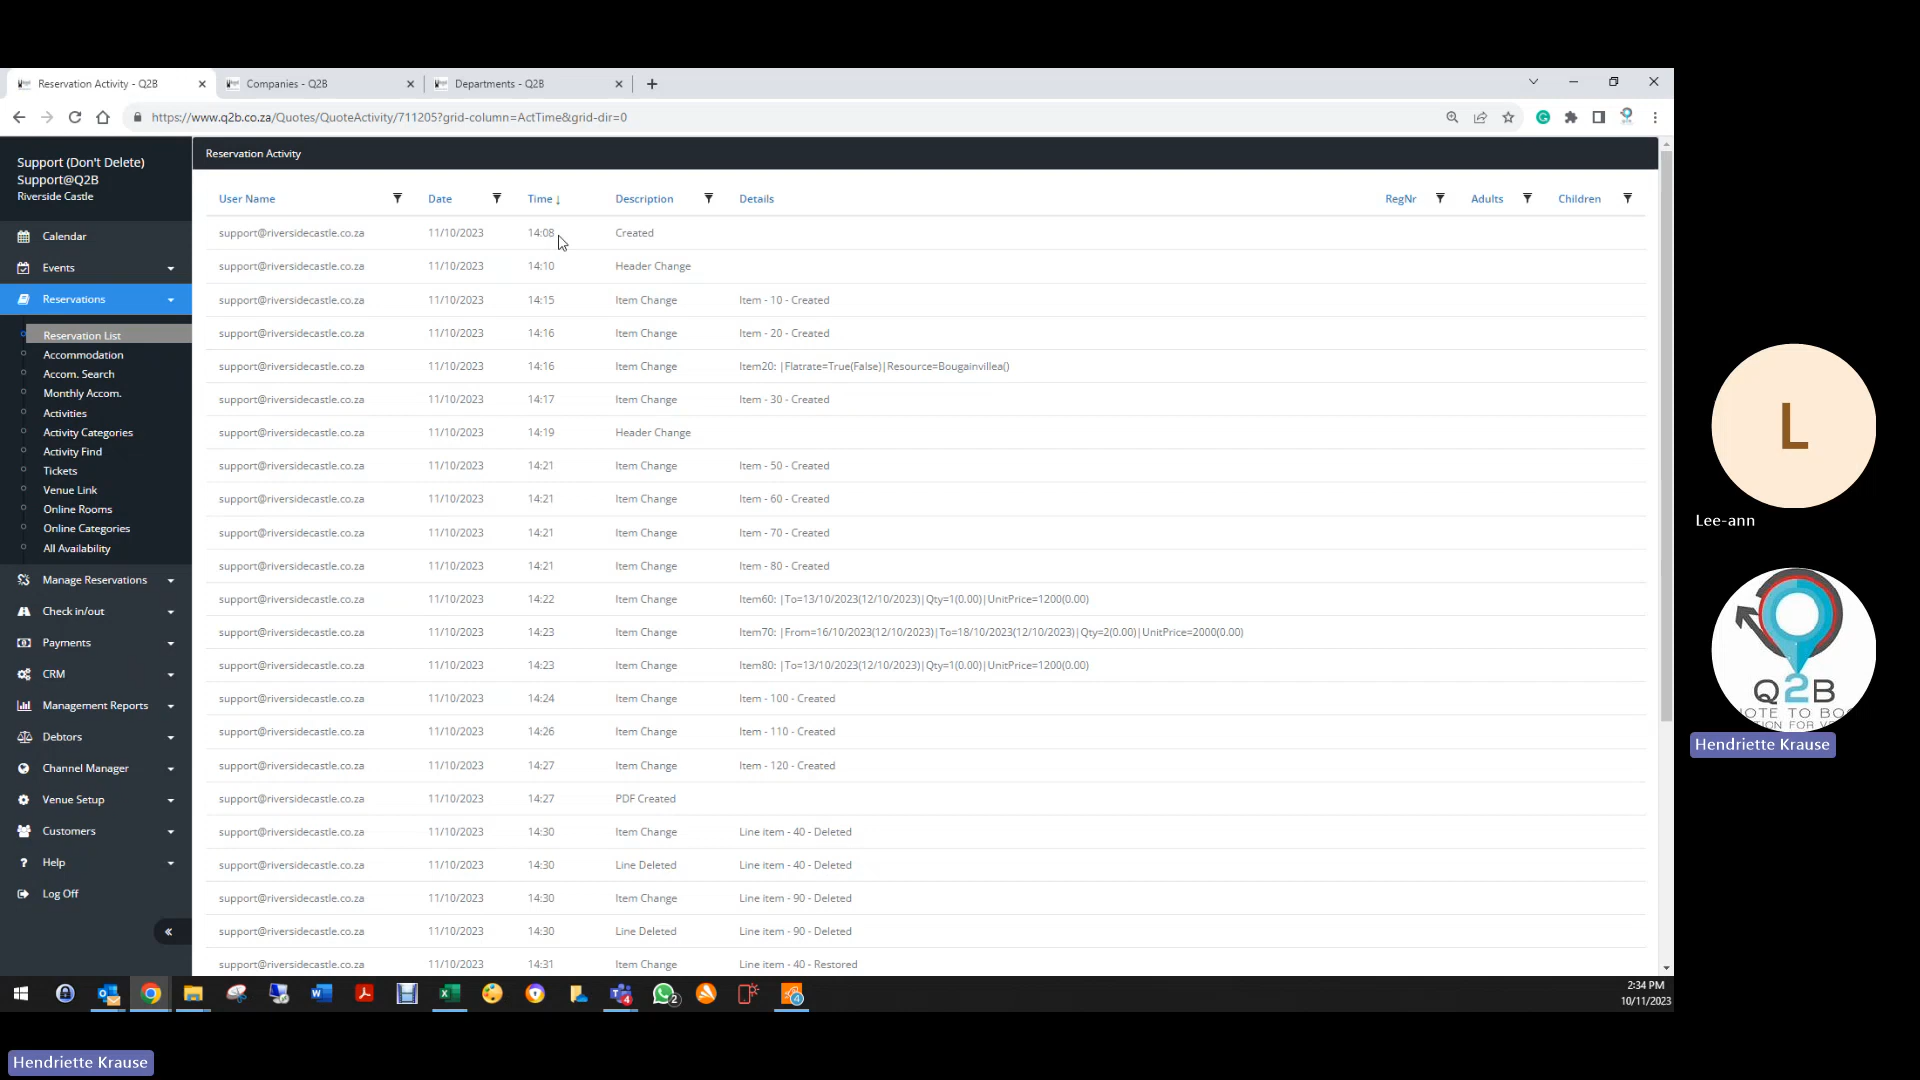 Reservation Activity - Q2B
Companies - Q2B
Departments - Q2B
https://www.q2b.co.za/Quotes/QuoteActivity/711205?grid-column=ActTime&grid-dir=0
Support (Don't Delete)
Support@Q2B
Riverside Castle
Calendar
Events
Reservations
Reservation List
Accommodation
Accom. Search
Monthly Accom.
Activities
Activity Categories
Activity Find
Tickets
Venue Link
Online Rooms
Online Categories
All Availability
Manage Reservations
Check in/out
Payments
CRM
Management Reports
Debtors
Channel Manager
Venue Setup
Customers
Help
Log Off
Reservation Activity
User Name Date Time ↓ Description Details RegNr Adults Children
support@riversidecastle.co.za 11/10/2023 14:08 Created
support@riversidecastle.co.za 11/10/2023 14:10 Header Change
support@riversidecastle.co.za 11/10/2023 14:15 Item Change Item - 10 - Created
support@riversidecastle.co.za 11/10/2023 14:16 Item Change Item - 20 - Created
support@riversidecastle.co.za 11/10/2023 14:16 Item Change Item20: |Flatrate=True(False)|Resource=Bougainvillea()
support@riversidecastle.co.za 11/10/2023 14:17 Item Change Item - 30 - Created
support@riversidecastle.co.za 11/10/2023 14:19 Header Change
support@riversidecastle.co.za 11/10/2023 14:21 Item Change Item - 50 - Created
support@riversidecastle.co.za 11/10/2023 14:21 Item Change Item - 60 - Created
support@riversidecastle.co.za 11/10/2023 14:21 Item Change Item - 70 - Created
support@riversidecastle.co.za 11/10/2023 14:21 Item Change Item - 80 - Created
support@riversidecastle.co.za 11/10/2023 14:22 Item Change Item60: |To=13/10/2023(12/10/2023)|Qty=1(0.00)|UnitPrice=1200(0.00)
support@riversidecastle.co.za 11/10/2023 14:23 Item Change Item70: |From=16/10/2023(12/10/2023)|To=18/10/2023(12/10/2023)|Qty=2(0.00)|UnitPrice=2000(0.00)
support@riversidecastle.co.za 11/10/2023 14:23 Item Change Item80: |To=13/10/2023(12/10/2023)|Qty=1(0.00)|UnitPrice=1200(0.00)
support@riversidecastle.co.za 11/10/2023 14:24 Item Change Item - 100 - Created
support@riversidecastle.co.za 11/10/2023 14:26 Item Change Item - 110 - Created
support@riversidecastle.co.za 11/10/2023 14:27 Item Change Item - 120 - Created
support@riversidecastle.co.za 11/10/2023 14:27 PDF Created
support@riversidecastle.co.za 11/10/2023 14:30 Item Change Line item - 40 - Deleted
support@riversidecastle.co.za 11/10/2023 14:30 Line Deleted Line item - 40 - Deleted
support@riversidecastle.co.za 11/10/2023 14:30 Item Change Line item - 90 - Deleted
support@riversidecastle.co.za 11/10/2023 14:30 Line Deleted Line item - 90 - Deleted
support@riversidecastle.co.za 11/10/2023 14:31 Item Change Line item - 40 - Restored
2:34 PM
10/11/2023
L
Lee-ann
Q2B
Hendriette Krause
Hendriette Krause